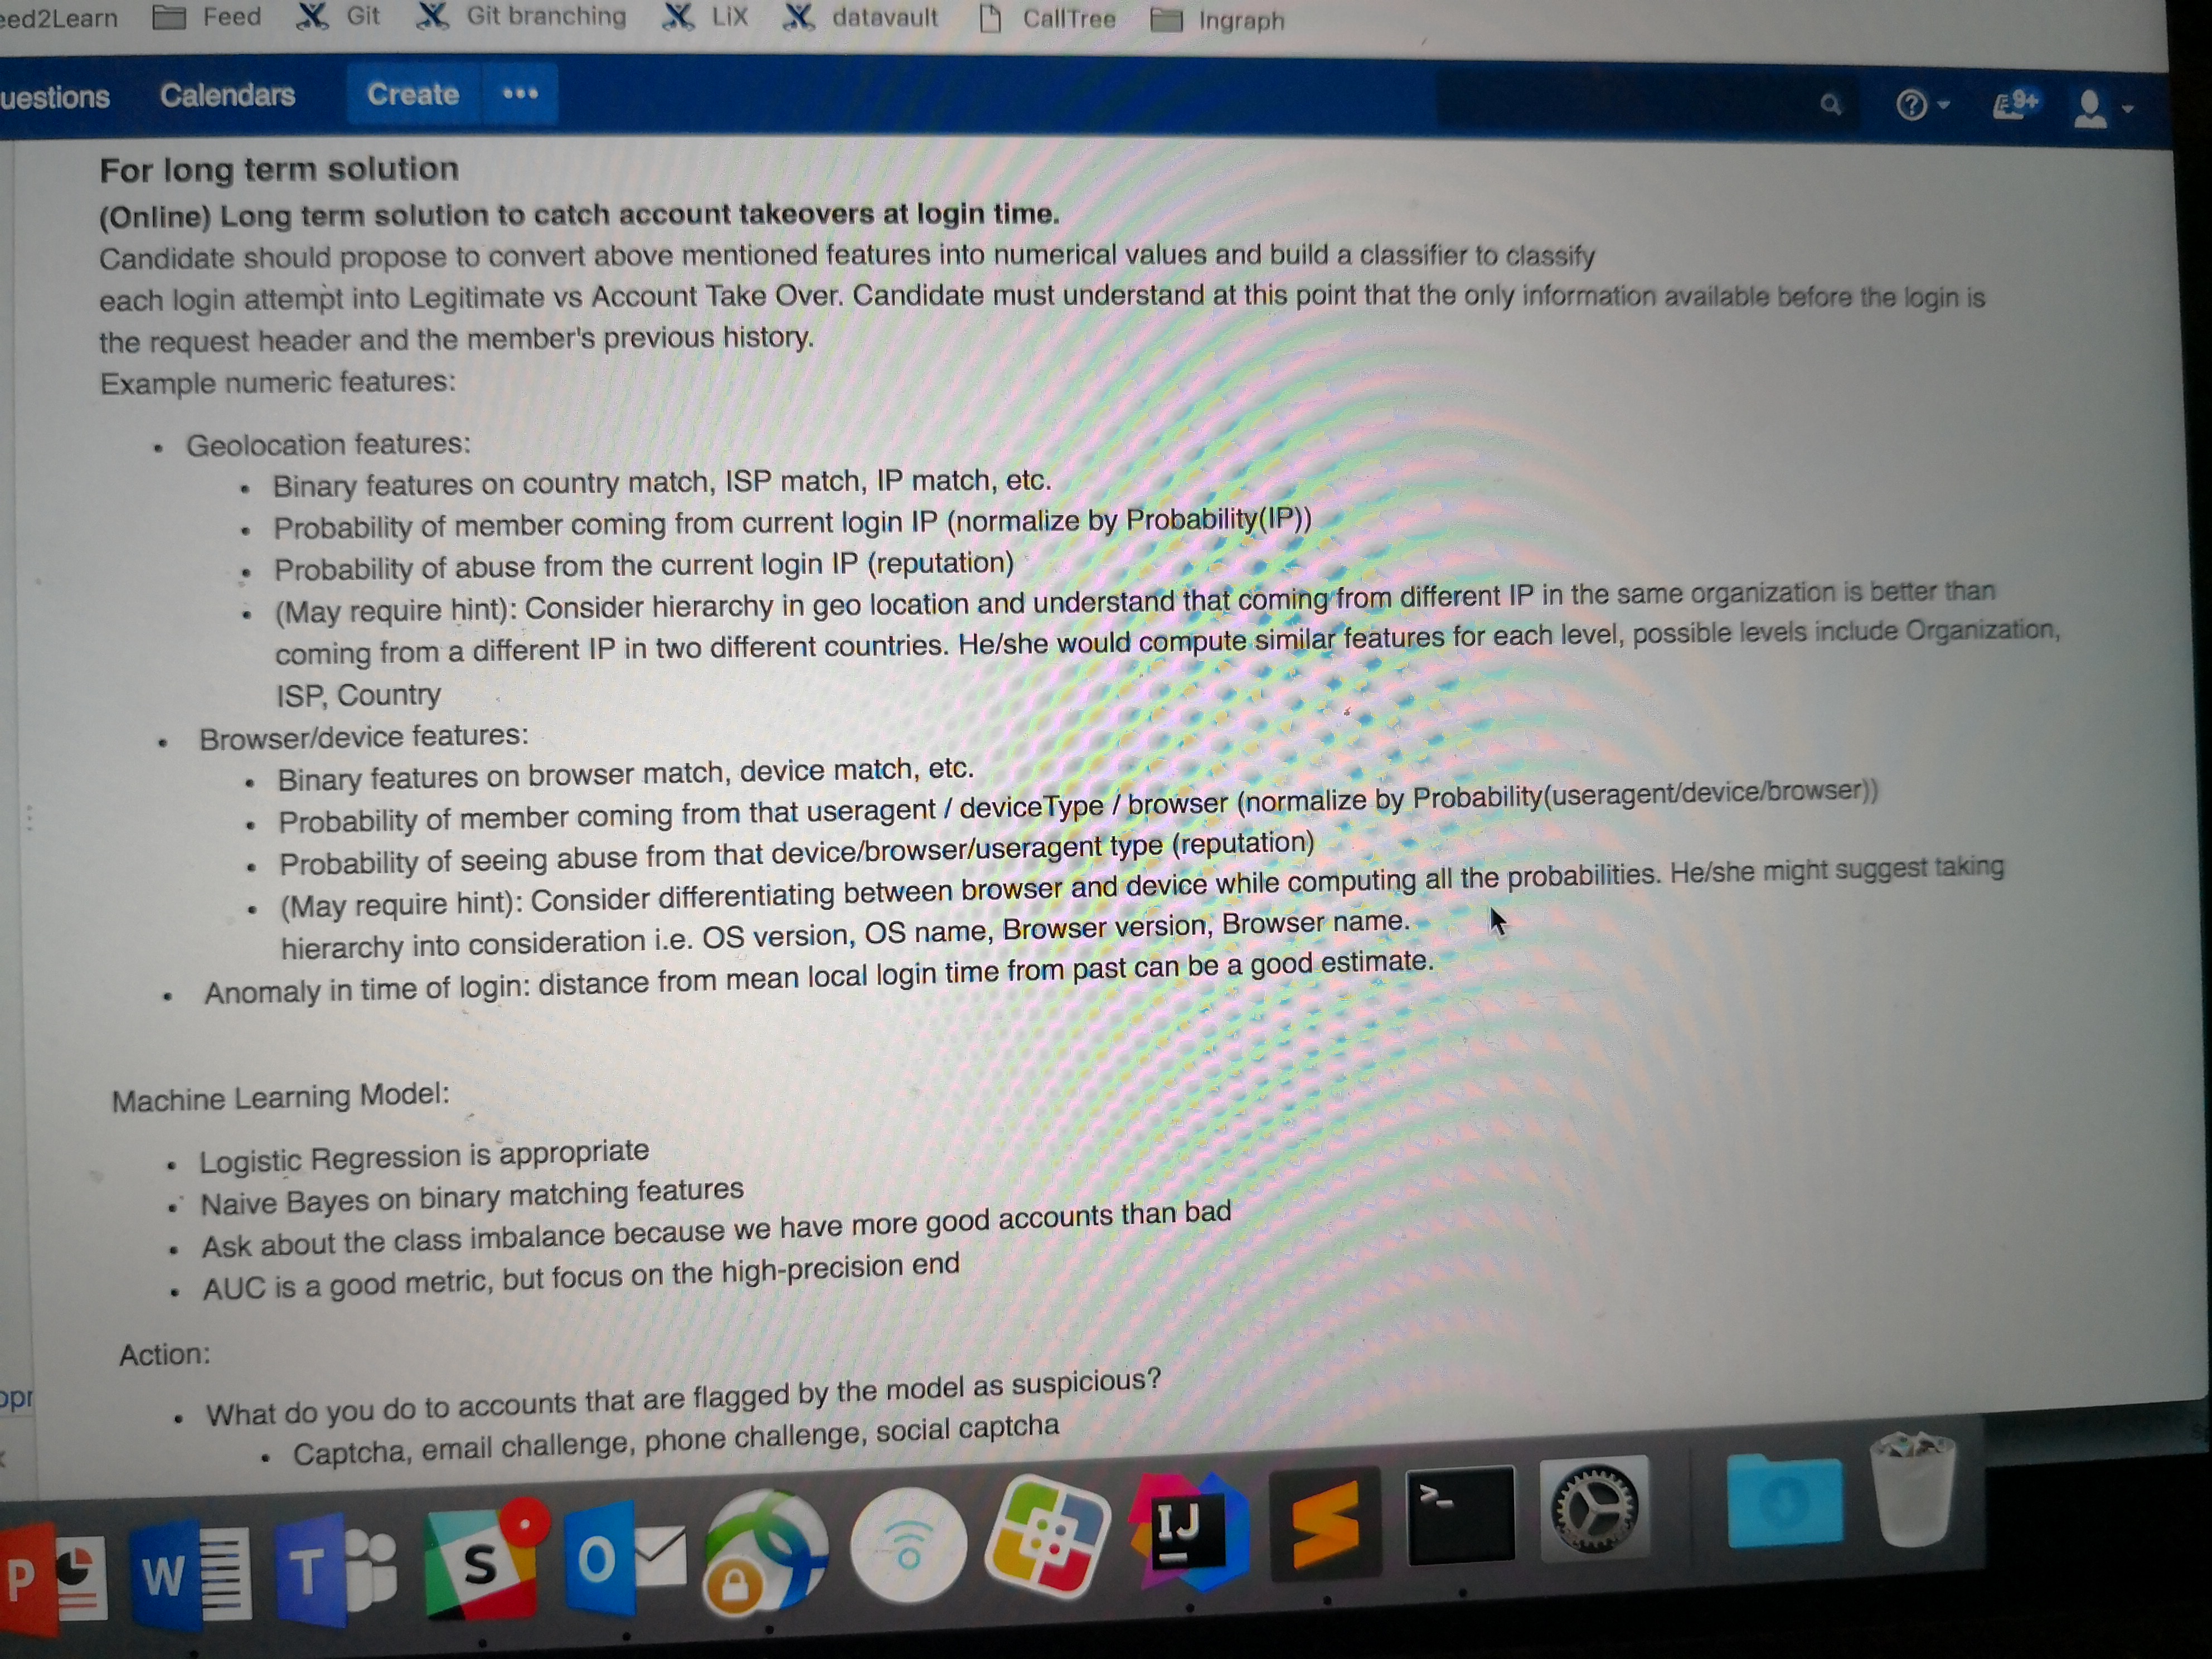 eed2Learn Feed Git Git branching LiX datavault CallTree Ingraph
uestions Calendars Create ••• 9+
For long term solution
(Online) Long term solution to catch account takeovers at login time.
Candidate should propose to convert above mentioned features into numerical values and build a classifier to classify
each login attempt into Legitimate vs Account Take Over. Candidate must understand at this point that the only information available before the login is
the request header and the member's previous history.
Example numeric features:
• Geolocation features:
• Binary features on country match, ISP match, IP match, etc.
• Probability of member coming from current login IP (normalize by Probability(IP))
• Probability of abuse from the current login IP (reputation)
• (May require hint): Consider hierarchy in geo location and understand that coming from different IP in the same organization is better than
coming from a different IP in two different countries. He/she would compute similar features for each level, possible levels include Organization,
ISP, Country
• Browser/device features:
• Binary features on browser match, device match, etc.
• Probability of member coming from that useragent / deviceType / browser (normalize by Probability(useragent/device/browser))
• Probability of seeing abuse from that device/browser/useragent type (reputation)
• (May require hint): Consider differentiating between browser and device while computing all the probabilities. He/she might suggest taking
hierarchy into consideration i.e. OS version, OS name, Browser version, Browser name.
• Anomaly in time of login: distance from mean local login time from past can be a good estimate.
Machine Learning Model:
• Logistic Regression is appropriate
• Naive Bayes on binary matching features
• Ask about the class imbalance because we have more good accounts than bad
• AUC is a good metric, but focus on the high-precision end
Action:
opr
• What do you do to accounts that are flagged by the model as suspicious?
• Captcha, email challenge, phone challenge, social captcha
P W T S O IJ S >_